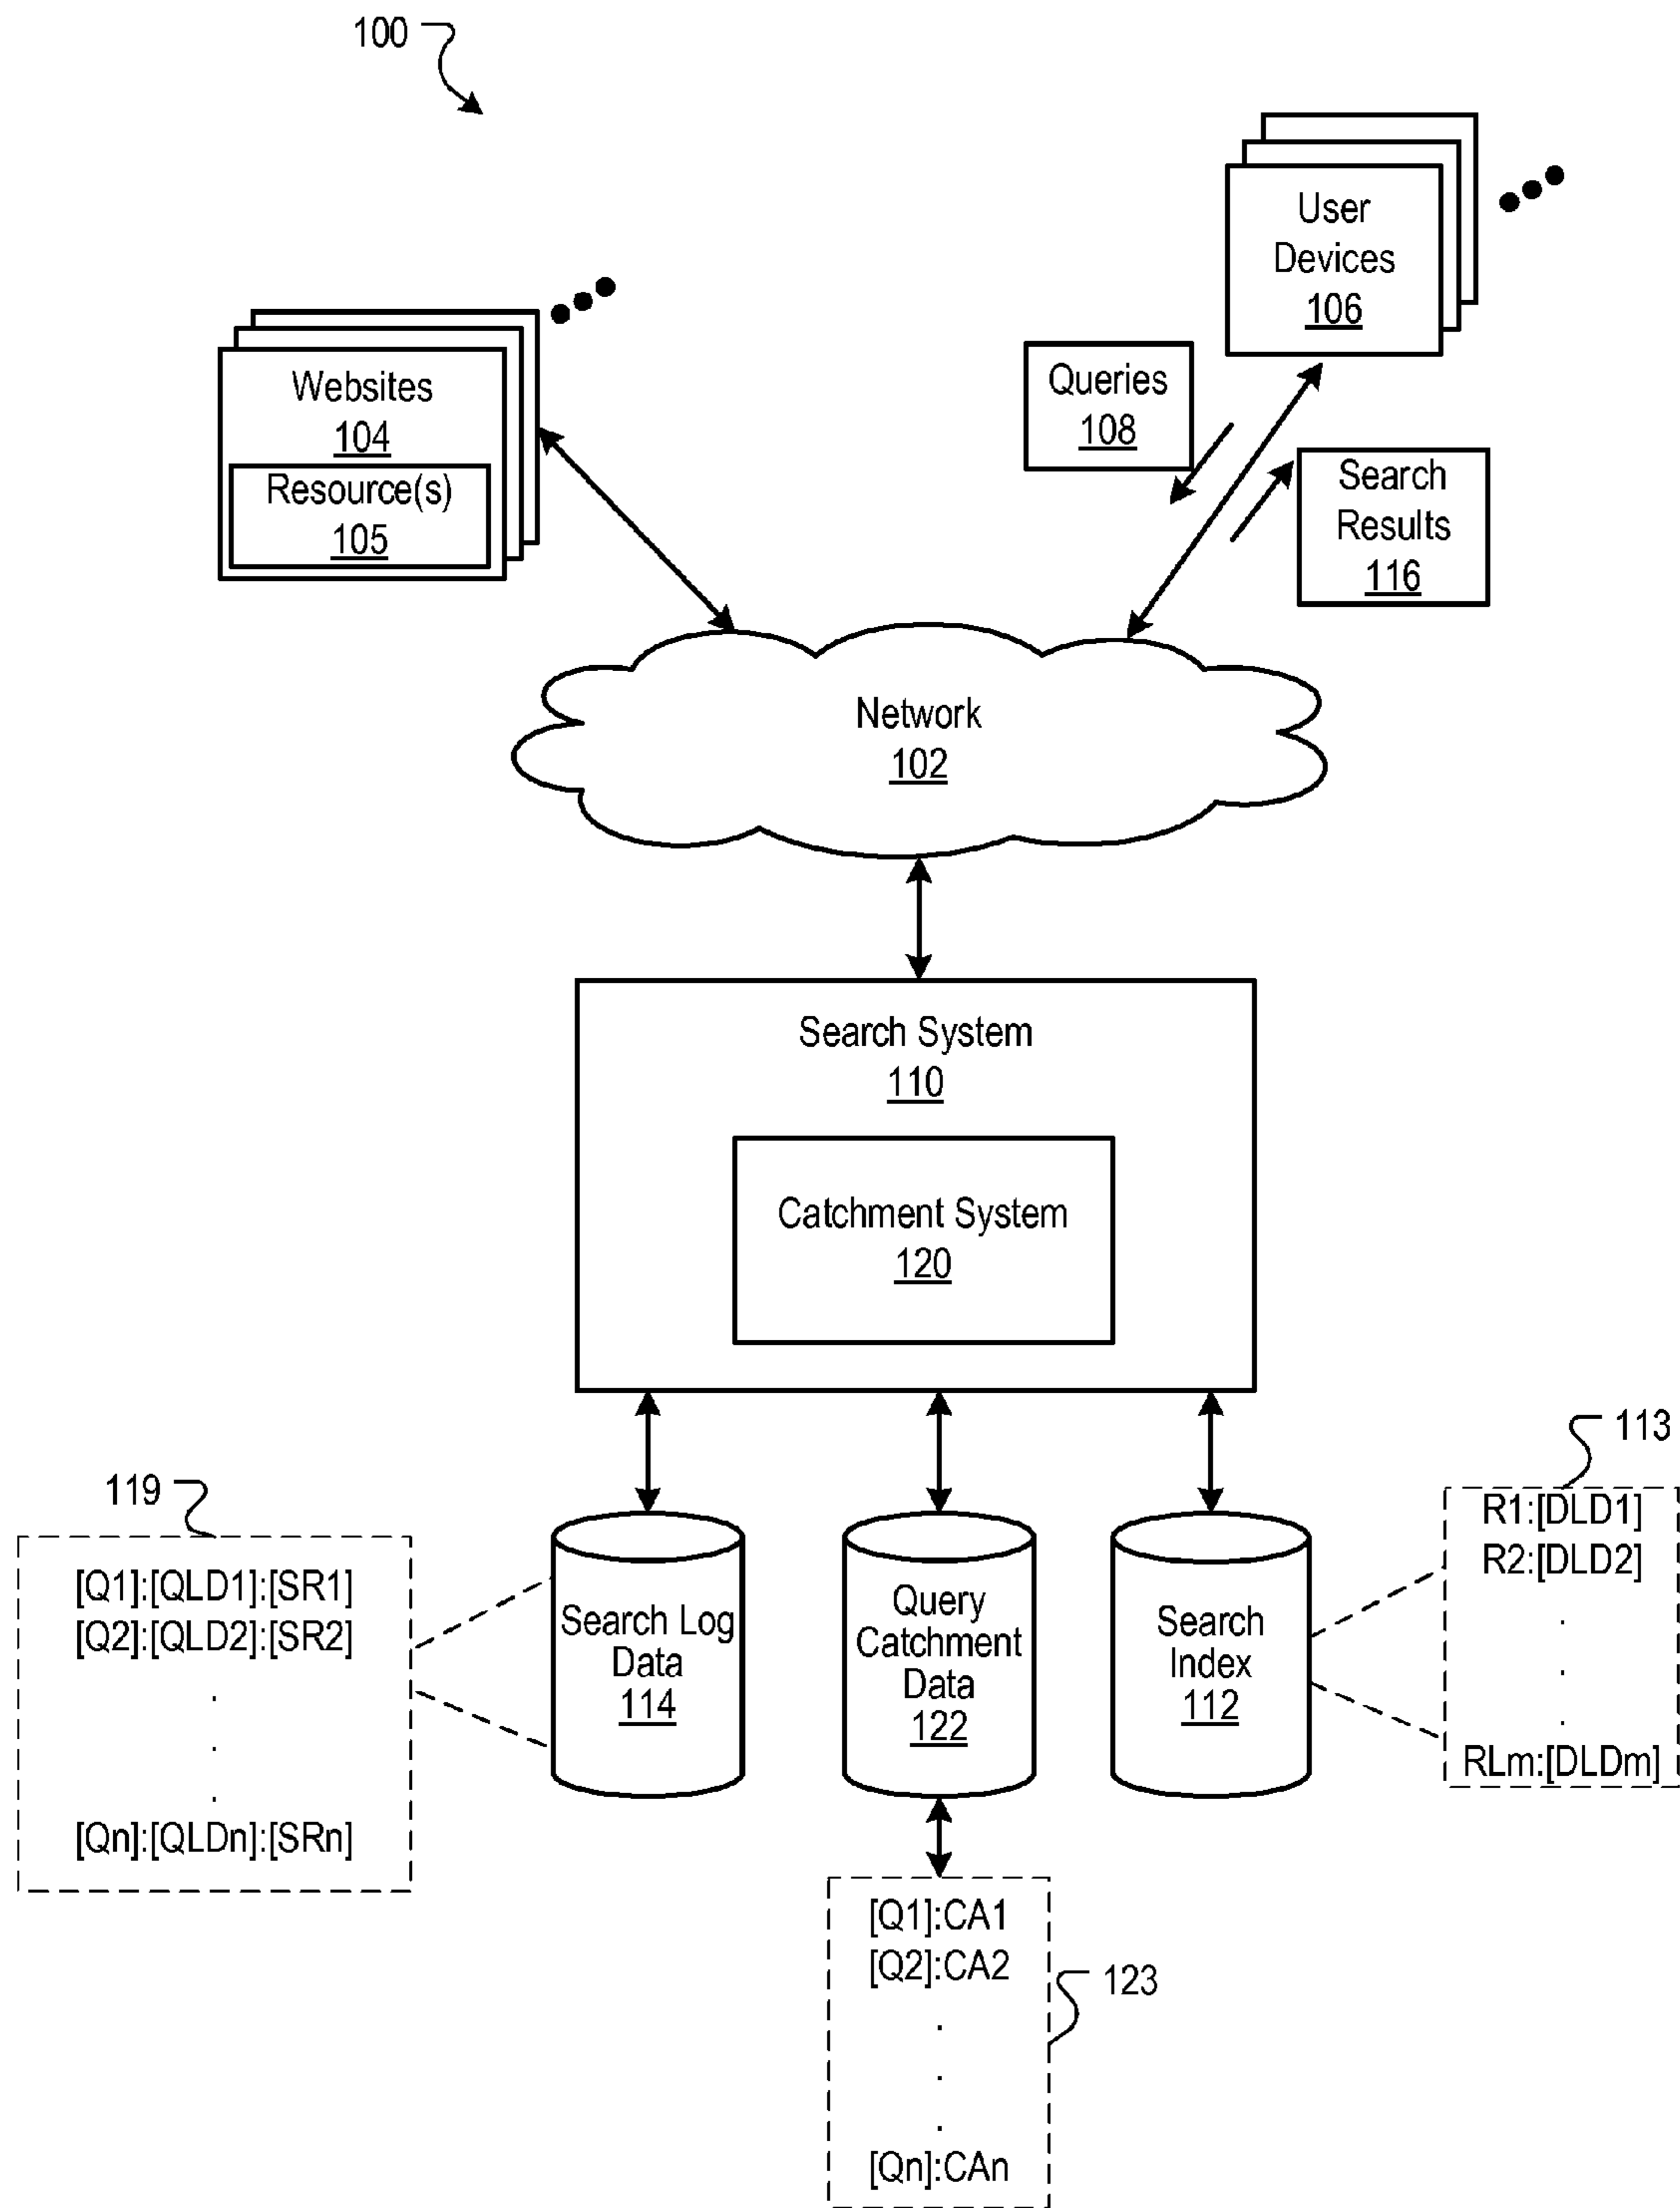 100
User
Devices
106
Websites
104
Resource(s)
105
Queries
108
Search
Results
116
Network
102
Search System
110
Catchment System
120
119
[Q1]:[QLD1]:[SR1]
[Q2]:[QLD2]:[SR2]
.
.
.
[Qn]:[QLDn]:[SRn]
Search Log
Data
114
Query
Catchment
Data
122
Search
Index
112
113
R1:[DLD1]
R2:[DLD2]
.
.
.
RLm:[DLDm]
[Q1]:CA1
[Q2]:CA2
.
.
.
[Qn]:CAn
123